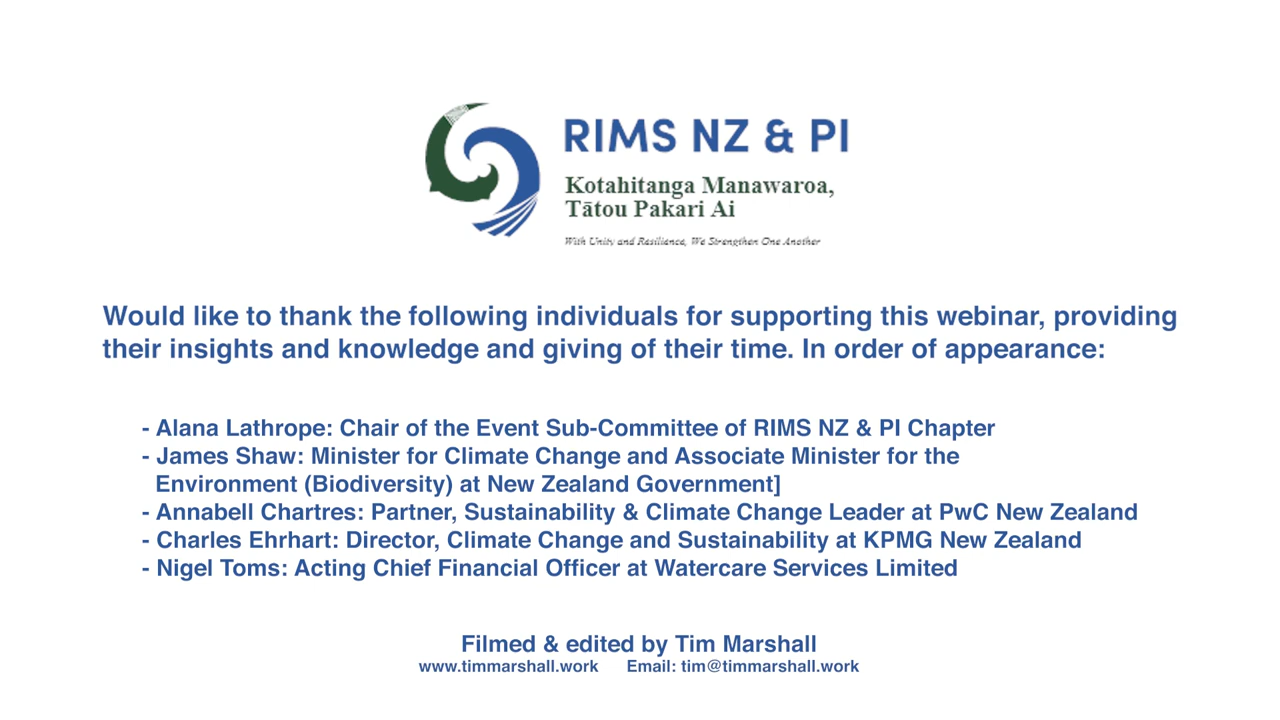 RIMS NZ & PI
Kotahitanga Manawaroa,
Tātou Pakari Ai
With Unity and Resilience, We Strengthen One Another
Would like to thank the following individuals for supporting this webinar, providing
their insights and knowledge and giving of their time. In order of appearance:
- Alana Lathrope: Chair of the Event Sub-Committee of RIMS NZ & PI Chapter
- James Shaw: Minister for Climate Change and Associate Minister for the
Environment (Biodiversity) at New Zealand Government]
- Annabell Chartres: Partner, Sustainability & Climate Change Leader at PwC New Zealand
- Charles Ehrhart: Director, Climate Change and Sustainability at KPMG New Zealand
- Nigel Toms: Acting Chief Financial Officer at Watercare Services Limited
Filmed & edited by Tim Marshall
www.timmarshall.work Email: tim@timmarshall.work